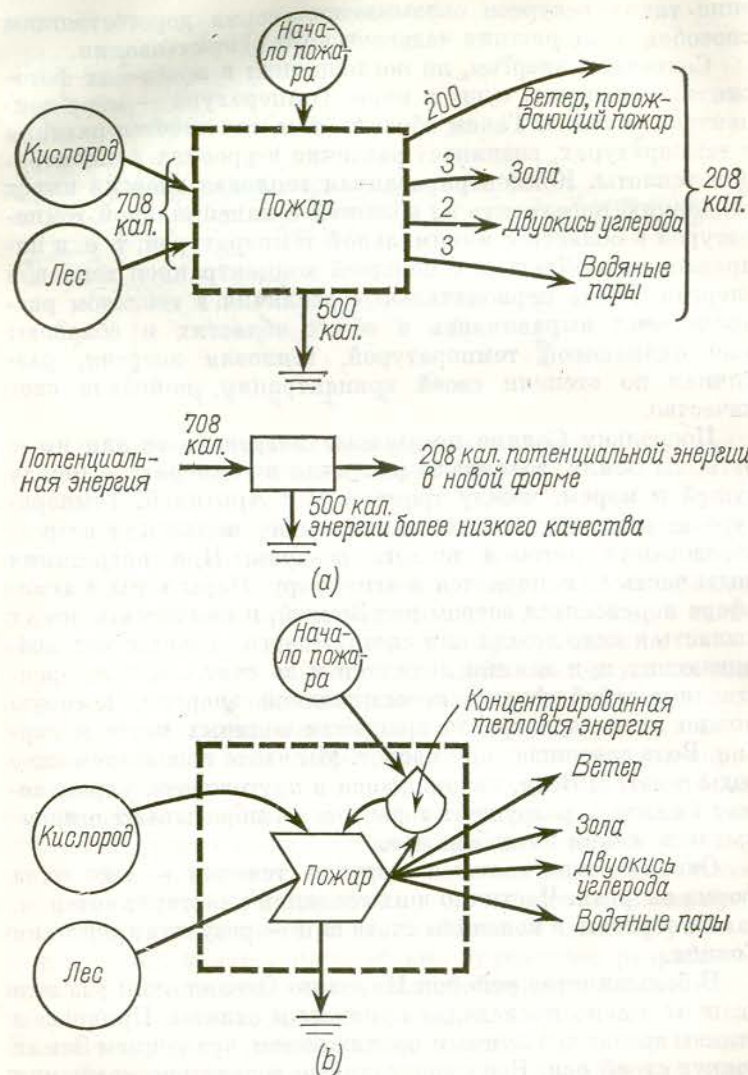 Нача-
ло пожа-
ра
Кислород
Лес
708
кал.
Пожар
200
Ветер, порож-
дающий пожар
3
Зола
2
Двуокись углерода
3
Водяные
пары
208
кал.
500
кал.
Потенциаль-
ная энергия
708
кал.
208 кал. потенциальной энергии
в новой форме
500 кал.
энергии более низкого качества
(a)
Нача-
ло пожа-
ра
Концентрированная
тепловая энергия
Кислород
Лес
Пожар
Ветер
Зола
Двуокись
углерода
Водяные пары
(b)